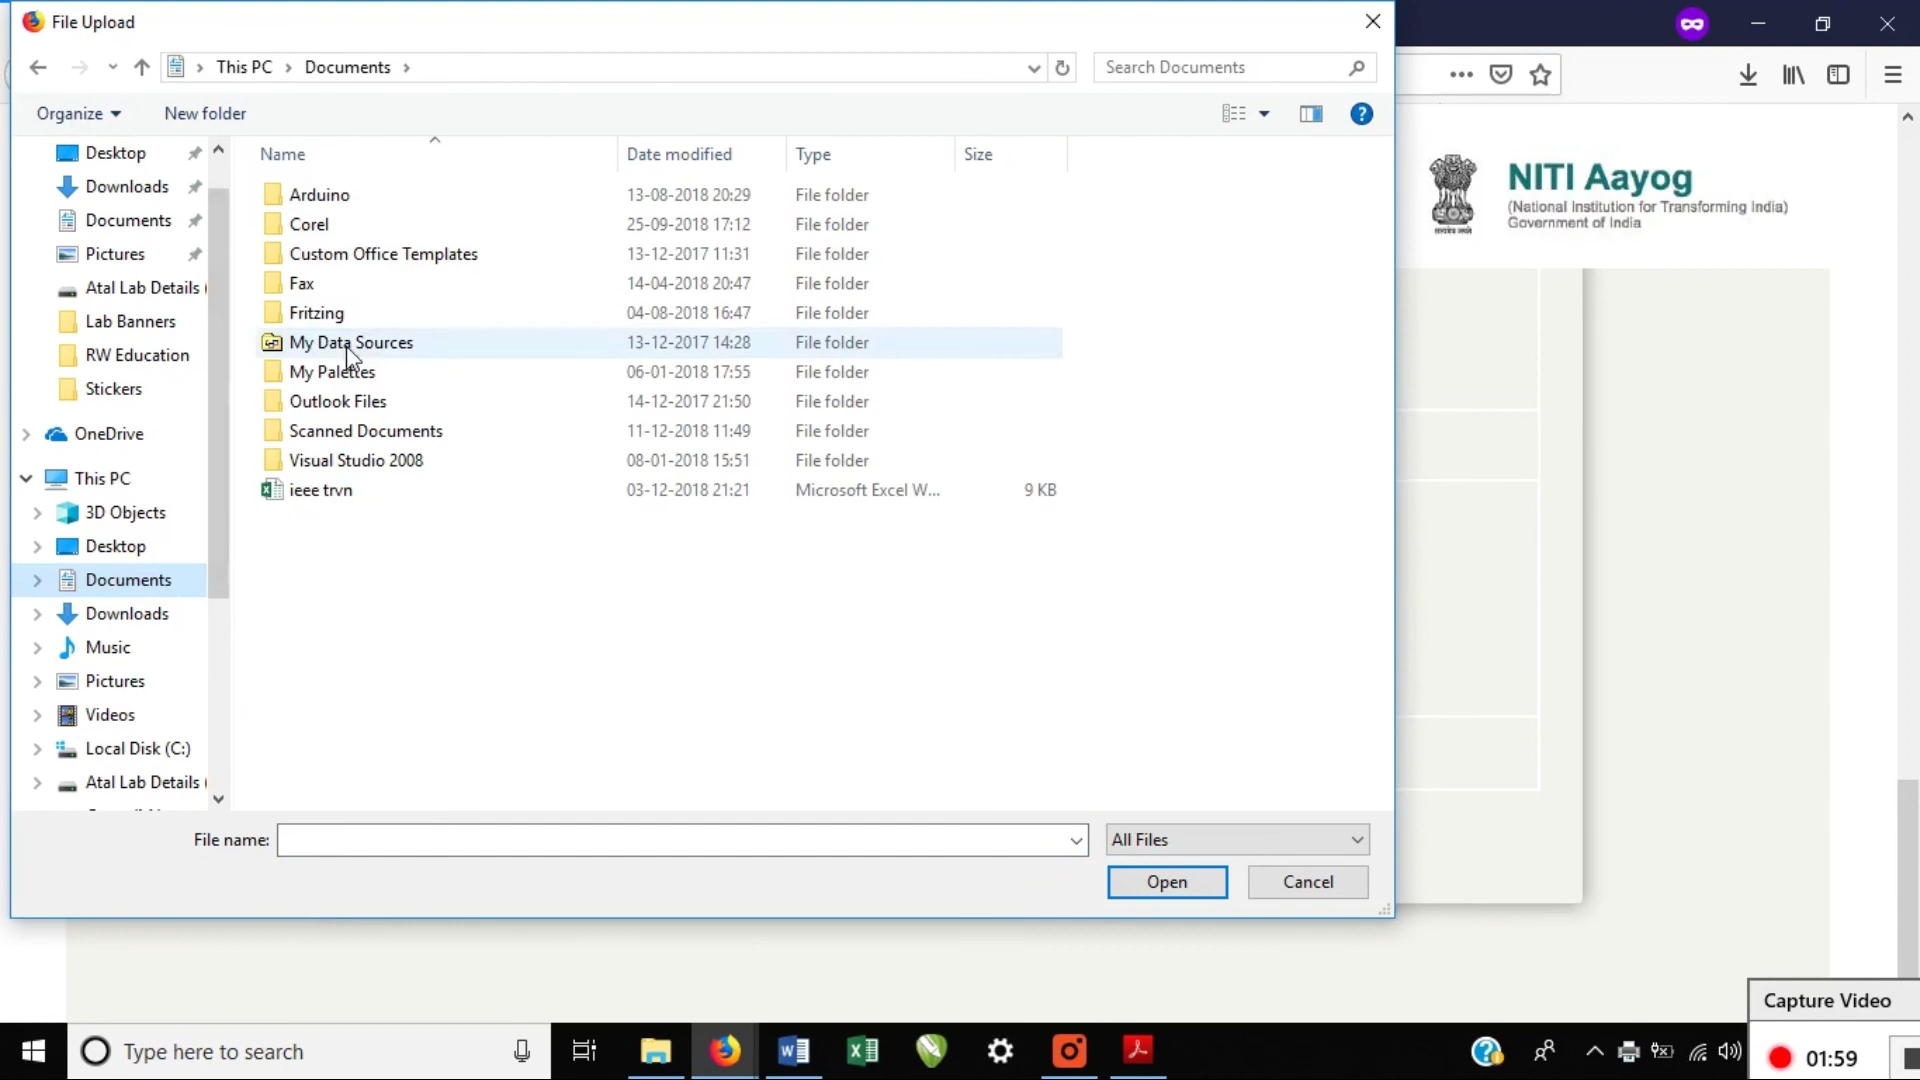 File Upload
This PC
Documents
Search Documents
Organize
New folder
Name
Date modified
Type
Size
Desktop
Downloads
Documents
Pictures
Atal Lab Details (
Lab Banners
RW Education
Stickers
OneDrive
This PC
3D Objects
Desktop
Documents
Downloads
Music
Pictures
Videos
Local Disk (C:)
Atal Lab Details (
Arduino 13-08-2018 20:29 File folder
Corel 25-09-2018 17:12 File folder
Custom Office Templates 13-12-2017 11:31 File folder
Fax 14-04-2018 20:47 File folder
Fritzing 04-08-2018 16:47 File folder
My Data Sources 13-12-2017 14:28 File folder
My Palettes 06-01-2018 17:55 File folder
Outlook Files 14-12-2017 21:50 File folder
Scanned Documents 11-12-2018 11:49 File folder
Visual Studio 2008 08-01-2018 15:51 File folder
ieee trvn 03-12-2018 21:21 Microsoft Excel W... 9 KB
File name:
All Files
Open
Cancel
NITI Aayog
(National Institution for Transforming India)
Government of India
Capture Video
01:59
Type here to search